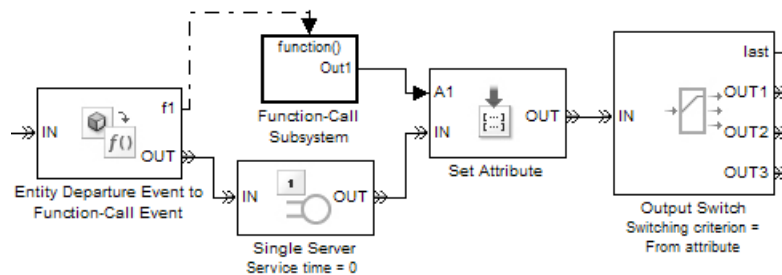 function()
Out1
f1
IN
f()
OUT
Entity Departure Event to
Function-Call Event
Function-Call
Subsystem
IN
1
OUT
Single Server
Service time = 0
A1
IN
[...]
OUT
Set Attribute
last
OUT1
IN
OUT2
OUT3
Output Switch
Switching criterion =
From attribute